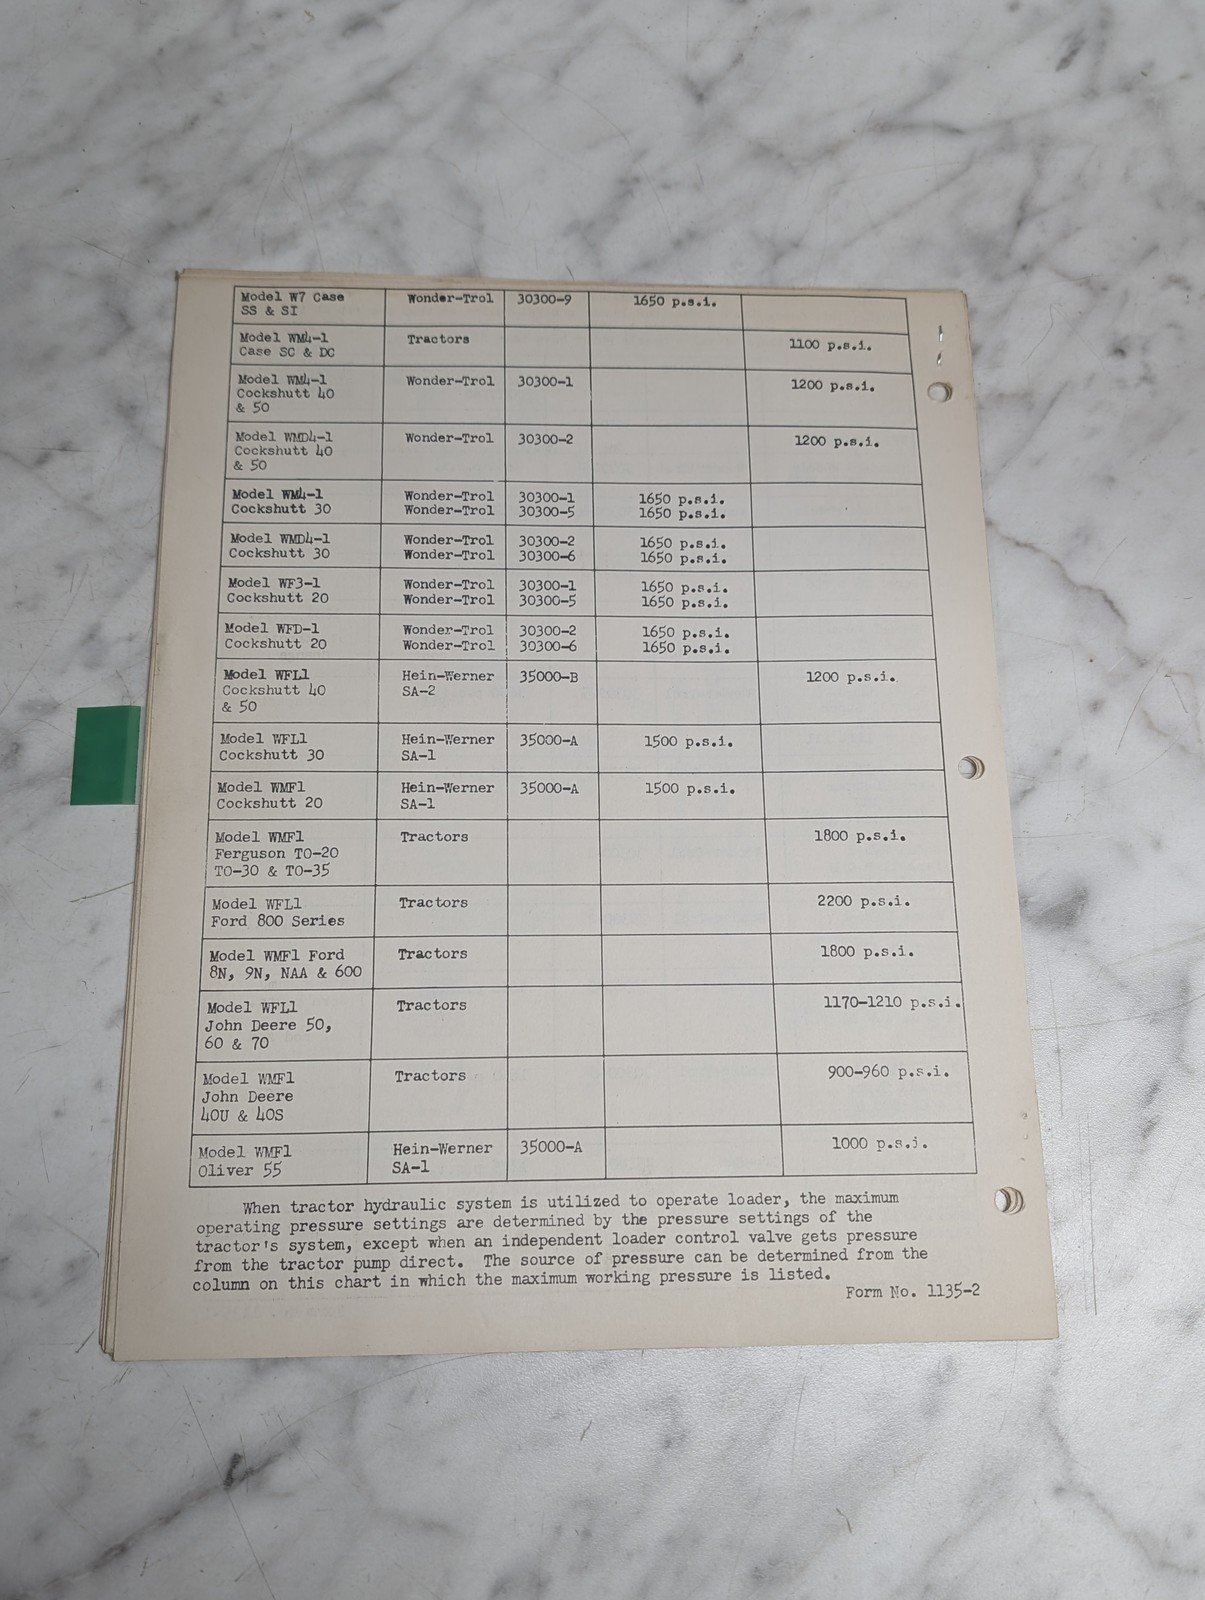 Model W7 Case Wonder-Trol 30300-9 1650 p.s.i.
SS & SI
Model WM4-1 Tractors 1100 p.s.i.
Case SC & DC
Model WM4-1 Wonder-Trol 30300-1 1200 p.s.i.
Cockshutt 40
& 50
Model WMD4-1 Wonder-Trol 30300-2 1200 p.s.i.
Cockshutt 40
& 50
Model WM4-1 Wonder-Trol 30300-1 1650 p.s.i.
Cockshutt 30 Wonder-Trol 30300-5 1650 p.s.i.
Model WMD4-1 Wonder-Trol 30300-2 1650 p.s.i.
Cockshutt 30 Wonder-Trol 30300-6 1650 p.s.i.
Model WF3-1 Wonder-Trol 30300-1 1650 p.s.i.
Cockshutt 20 Wonder-Trol 30300-5 1650 p.s.i.
Model WFD-1 Wonder-Trol 30300-2 1650 p.s.i.
Cockshutt 20 Wonder-Trol 30300-6 1650 p.s.i.
Model WFL1 Hein-Werner 35000-B 1200 p.s.i.
Cockshutt 40 SA-2
& 50
Model WFL1 Hein-Werner 35000-A 1500 p.s.i.
Cockshutt 30 SA-1
Model WMF1 Hein-Werner 35000-A 1500 p.s.i.
Cockshutt 20 SA-1
Model WMF1 Tractors 1800 p.s.i.
Ferguson TO-20
TO-30 & TO-35
Model WFL1 Tractors 2200 p.s.i.
Ford 800 Series
Model WMF1 Ford Tractors 1800 p.s.i.
8N, 9N, NAA & 600
Model WFL1 Tractors 1170-1210 p.s.i.
John Deere 50,
60 & 70
Model WMF1 Tractors 900-960 p.s.i.
John Deere
40U & 40S
Model WMF1 Hein-Werner 35000-A 1000 p.s.i.
Oliver 55 SA-1
When tractor hydraulic system is utilized to operate loader, the maximum
operating pressure settings are determined by the pressure settings of the
tractor's system, except when an independent loader control valve gets pressure
from the tractor pump direct. The source of pressure can be determined from the
column on this chart in which the maximum working pressure is listed.
Form No. 1135-2